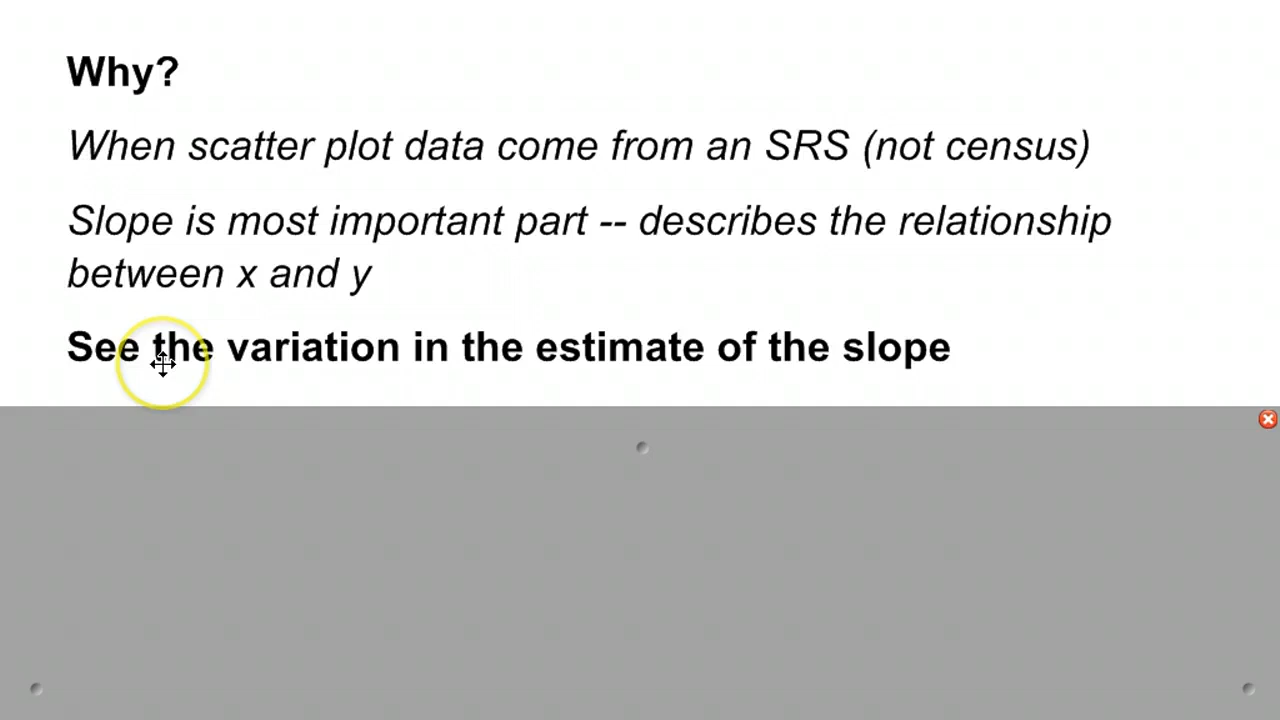 Why?
When scatter plot data come from an SRS (not census)
Slope is most important part -- describes the relationship
between x and y
See the variation in the estimate of the slope